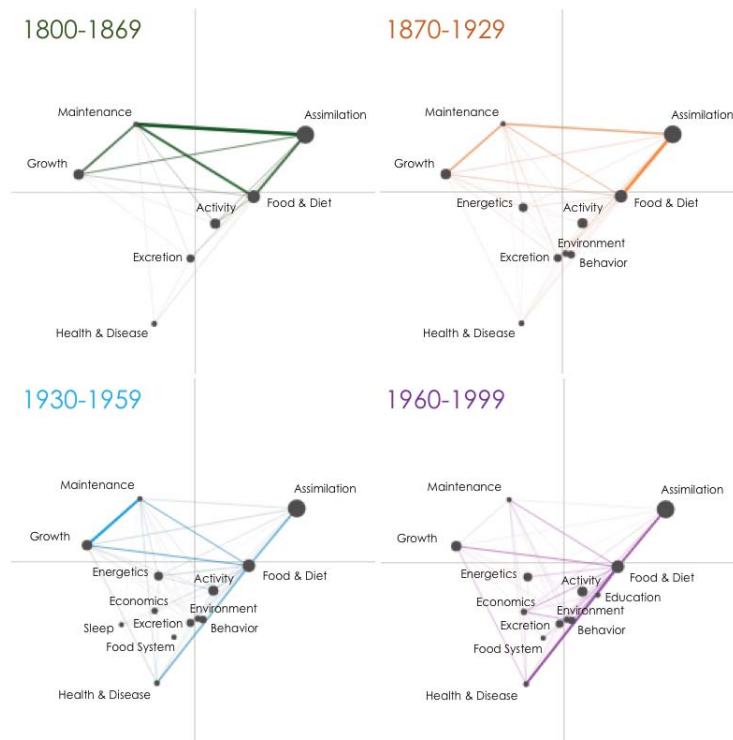 1800-1869
Maintenance
Assimilation
Growth
Activity
Food & Diet
Excretion
Health & Disease
1870-1929
Maintenance
Assimilation
Growth
Energetics
Activity
Food & Diet
Environment
Excretion
Behavior
Health & Disease
1930-1959
Maintenance
Assimilation
Growth
Energetics
Activity
Food & Diet
Economics
Environment
Sleep
Excretion
Behavior
Food System
Health & Disease
1960-1999
Maintenance
Assimilation
Growth
Energetics
Activity
Food & Diet
Education
Economics
Environment
Excretion
Behavior
Food System
Health & Disease